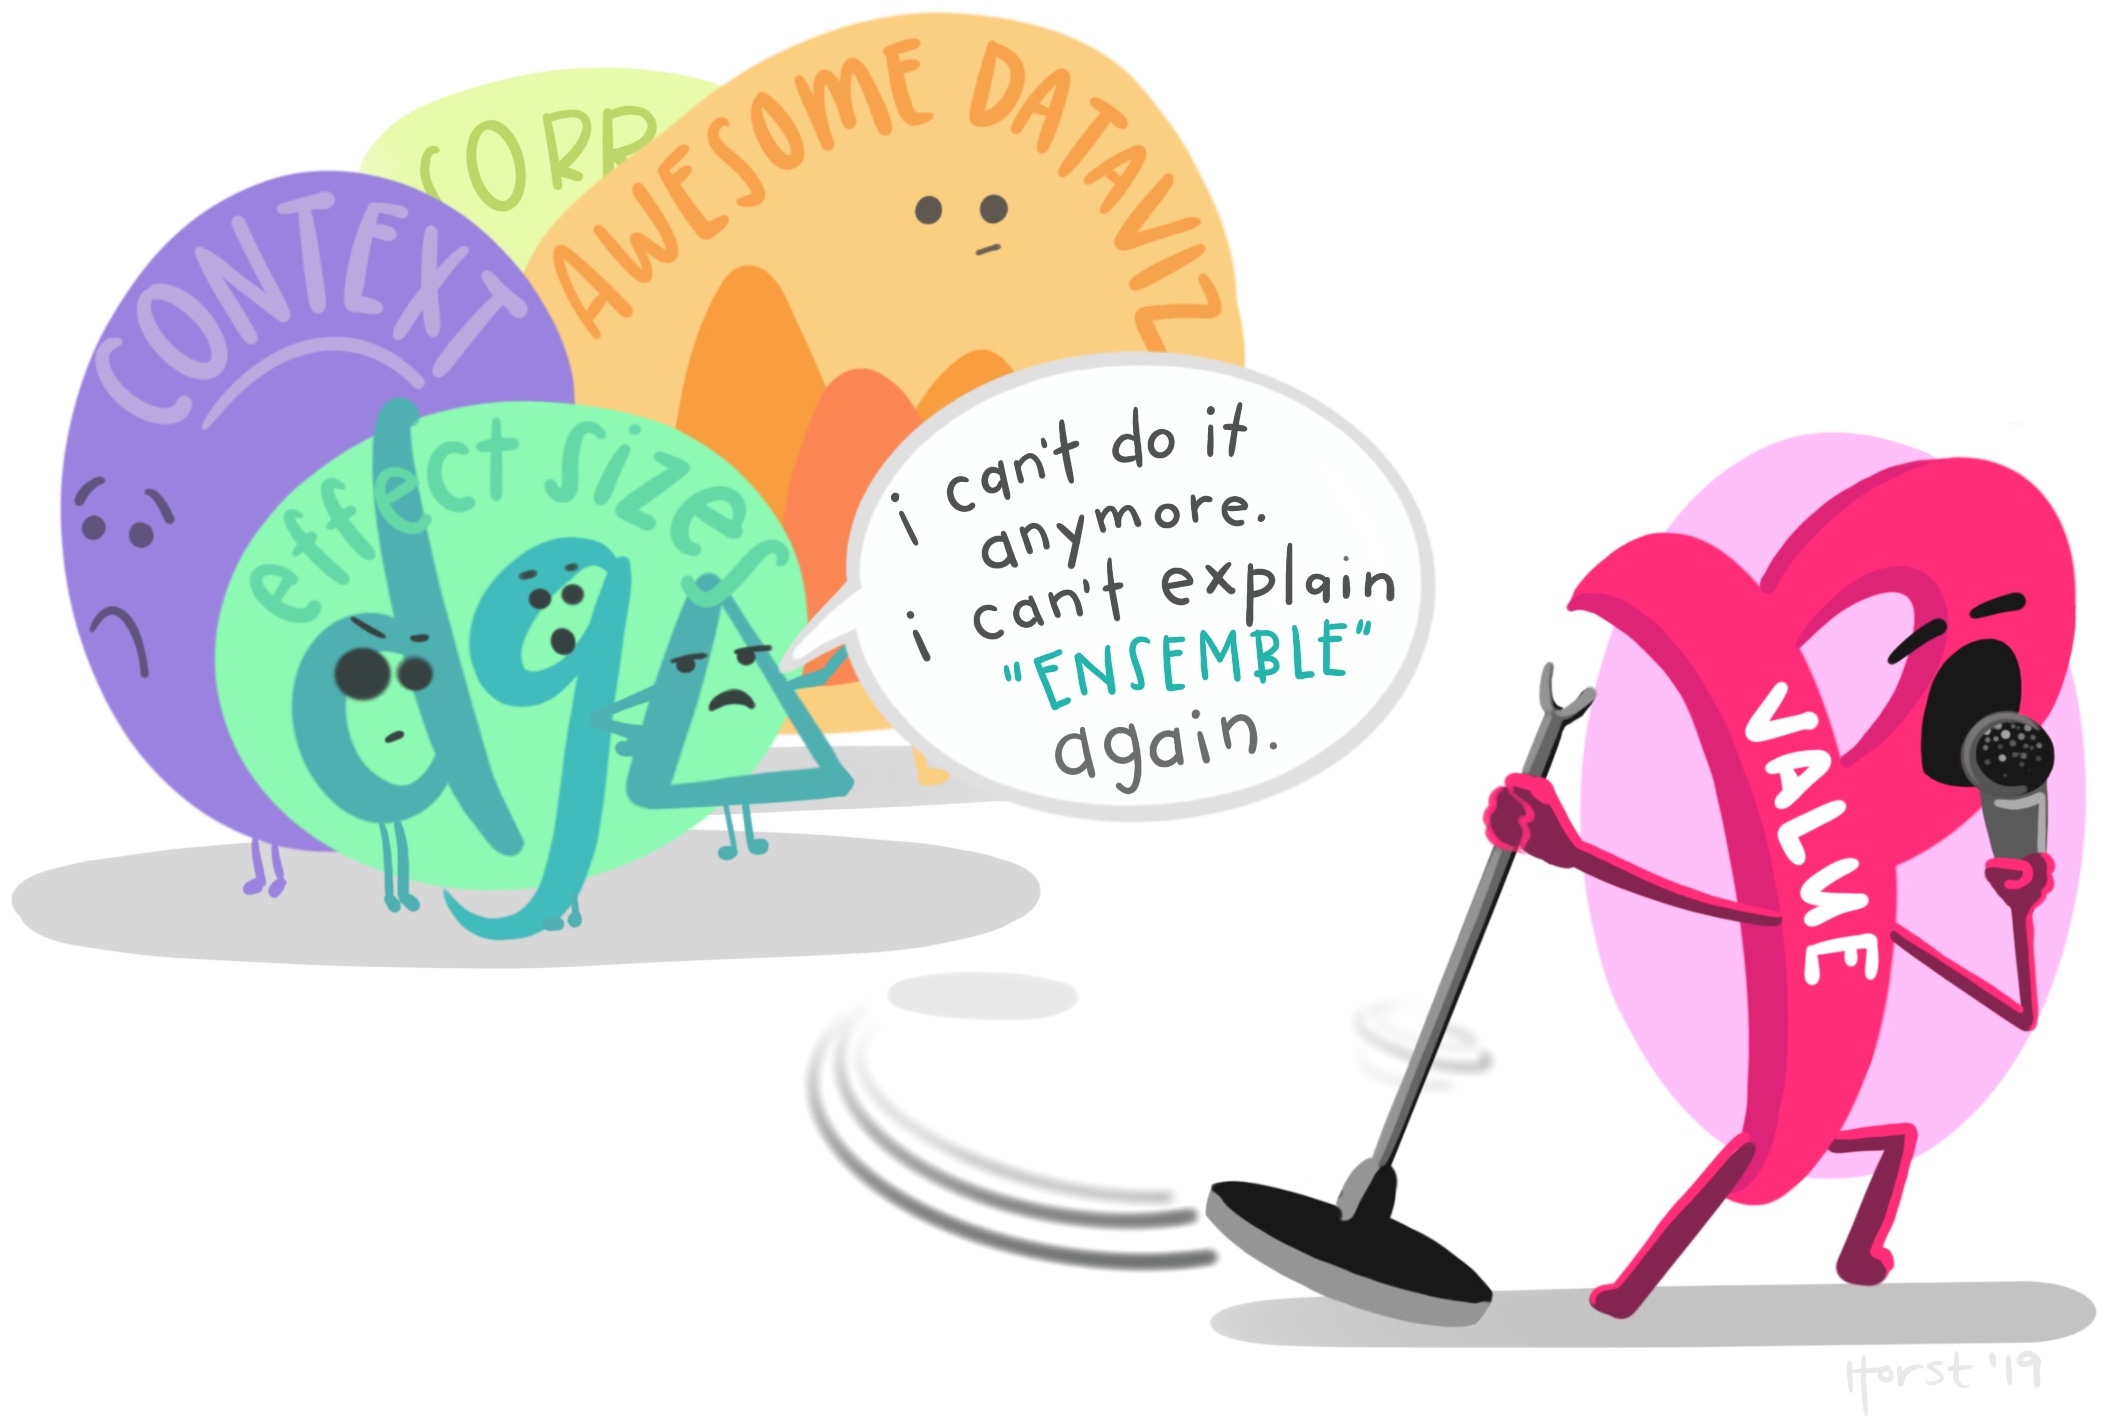 CORR
AWESOME DATAVIZ
CONTEXT
effect sizes
d g Δ
i can't do it
anymore.
i can't explain
"ENSEMBLE"
again.
P VALUE
Horst '19